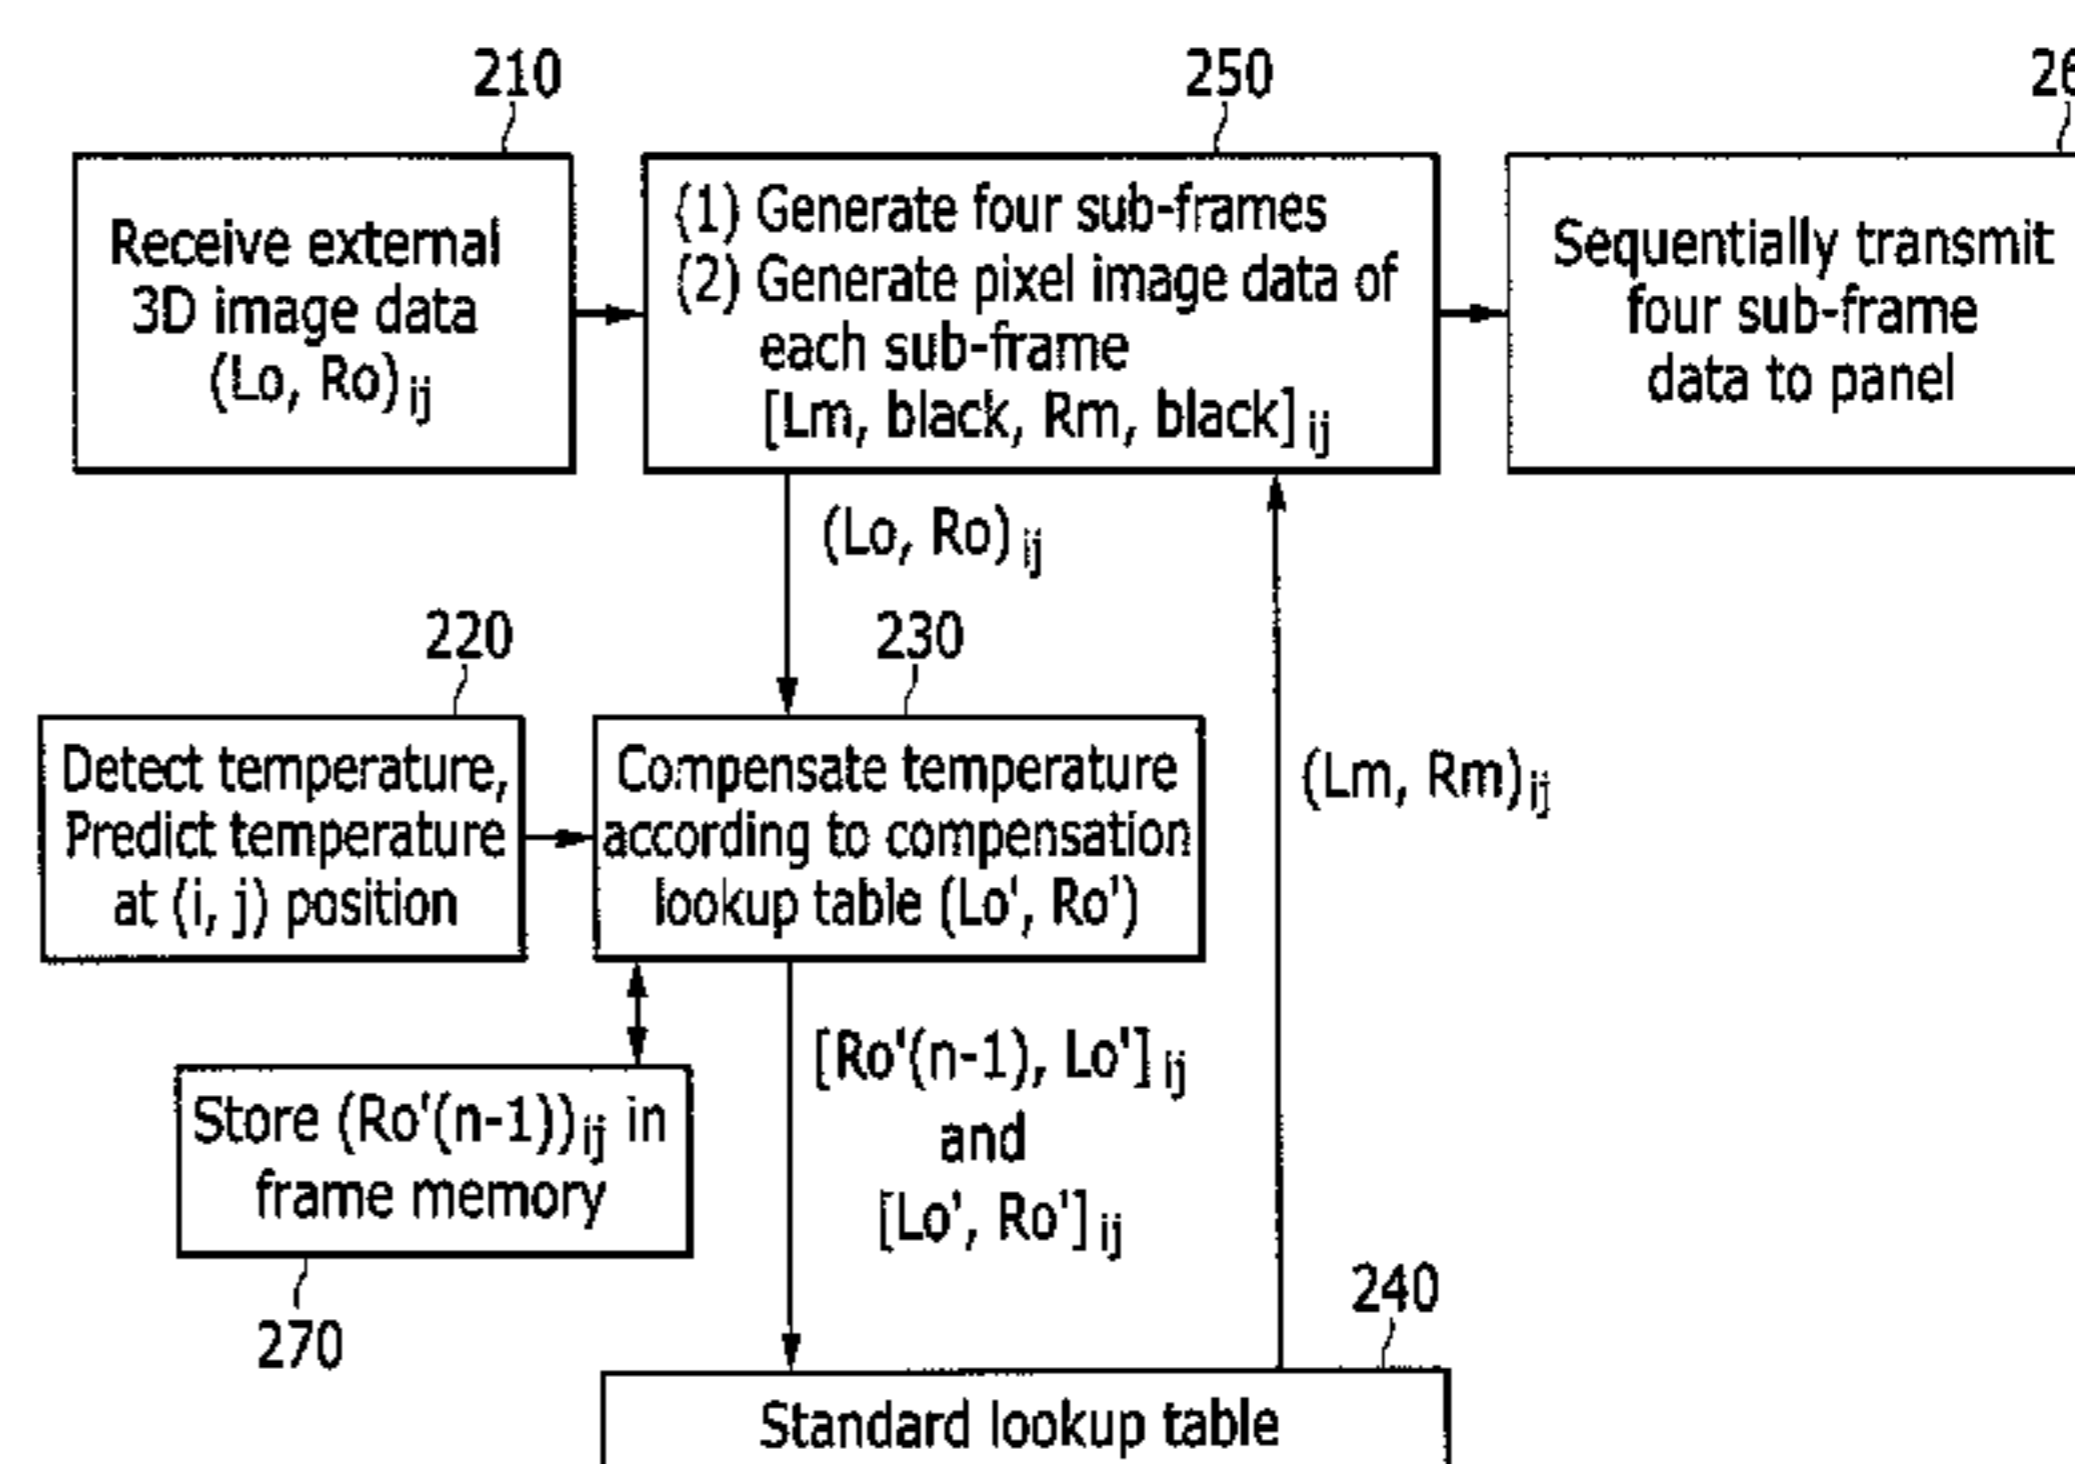 210
250
Receive external
3D image data
(Lo, Ro) ij
(1) Generate four sub-frames
(2) Generate pixel image data of
each sub-frame
[Lm, black, Rm, black] ij
Sequentially transmit
four sub-frame
data to panel
(Lo, Ro) ij
220
230
Detect temperature,
Predict temperature
at (i, j) position
Compensate temperature
according to compensation
lookup table (Lo', Ro')
(Lm, Rm) ij
Store (Ro'(n-1)) ij in
frame memory
270
[Ro'(n-1), Lo'] ij
and
[Lo', Ro'] ij
240
Standard lookup table